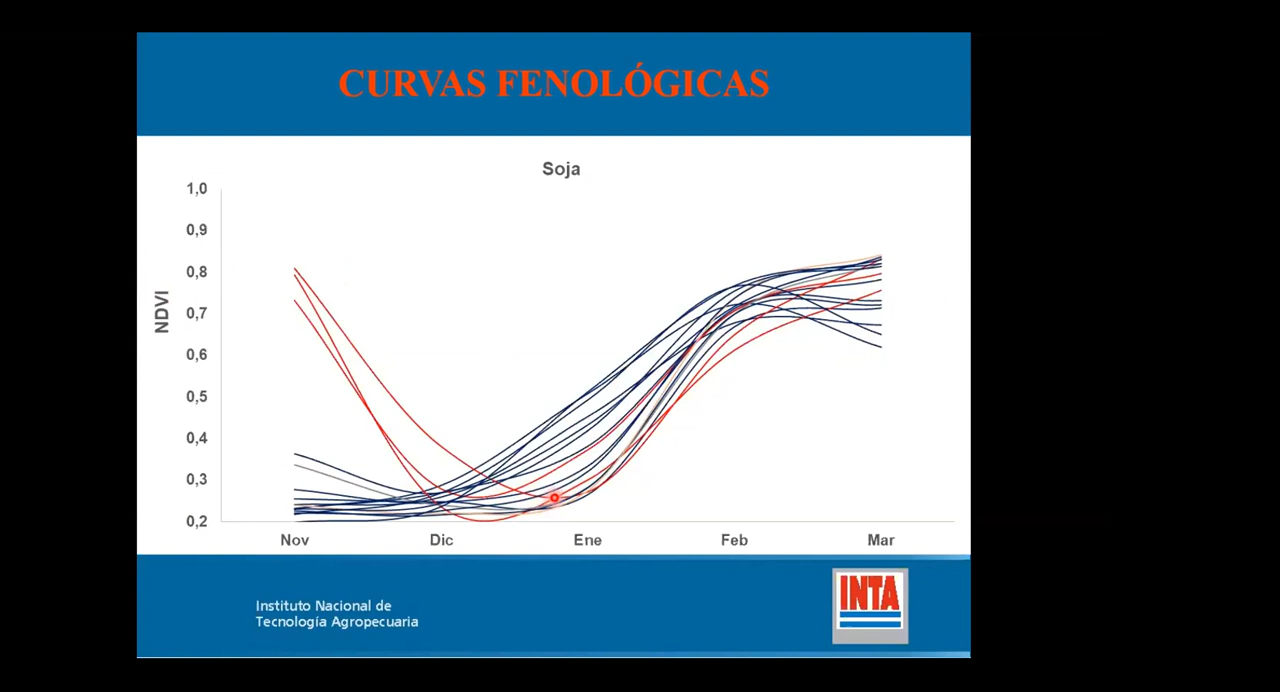 CURVAS FENOLÓGICAS
Soja
1,0
0,9
0,8
0,7
0,6
0,5
0,4
0,3
0,2
NDVI
Nov Dic Ene Feb Mar
Instituto Nacional de
Tecnología Agropecuaria
INTA